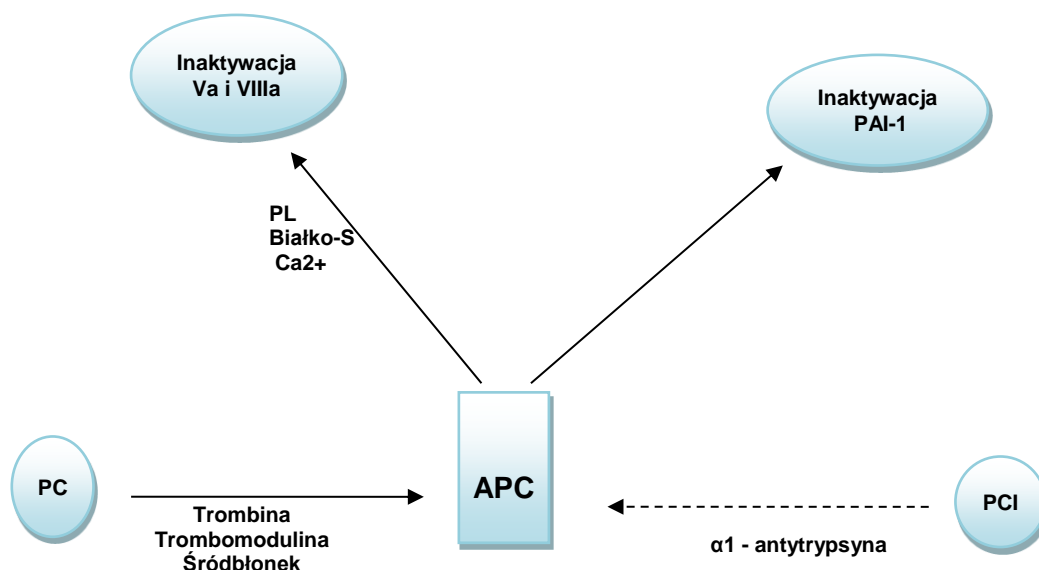 Inaktywacja
Va i VIIIa
Inaktywacja
PAI-1
PL
Białko-S
Ca2+
PC
Trombina
Trombomodulina
Śródbłonek
APC
α1 - antytrypsyna
PCI